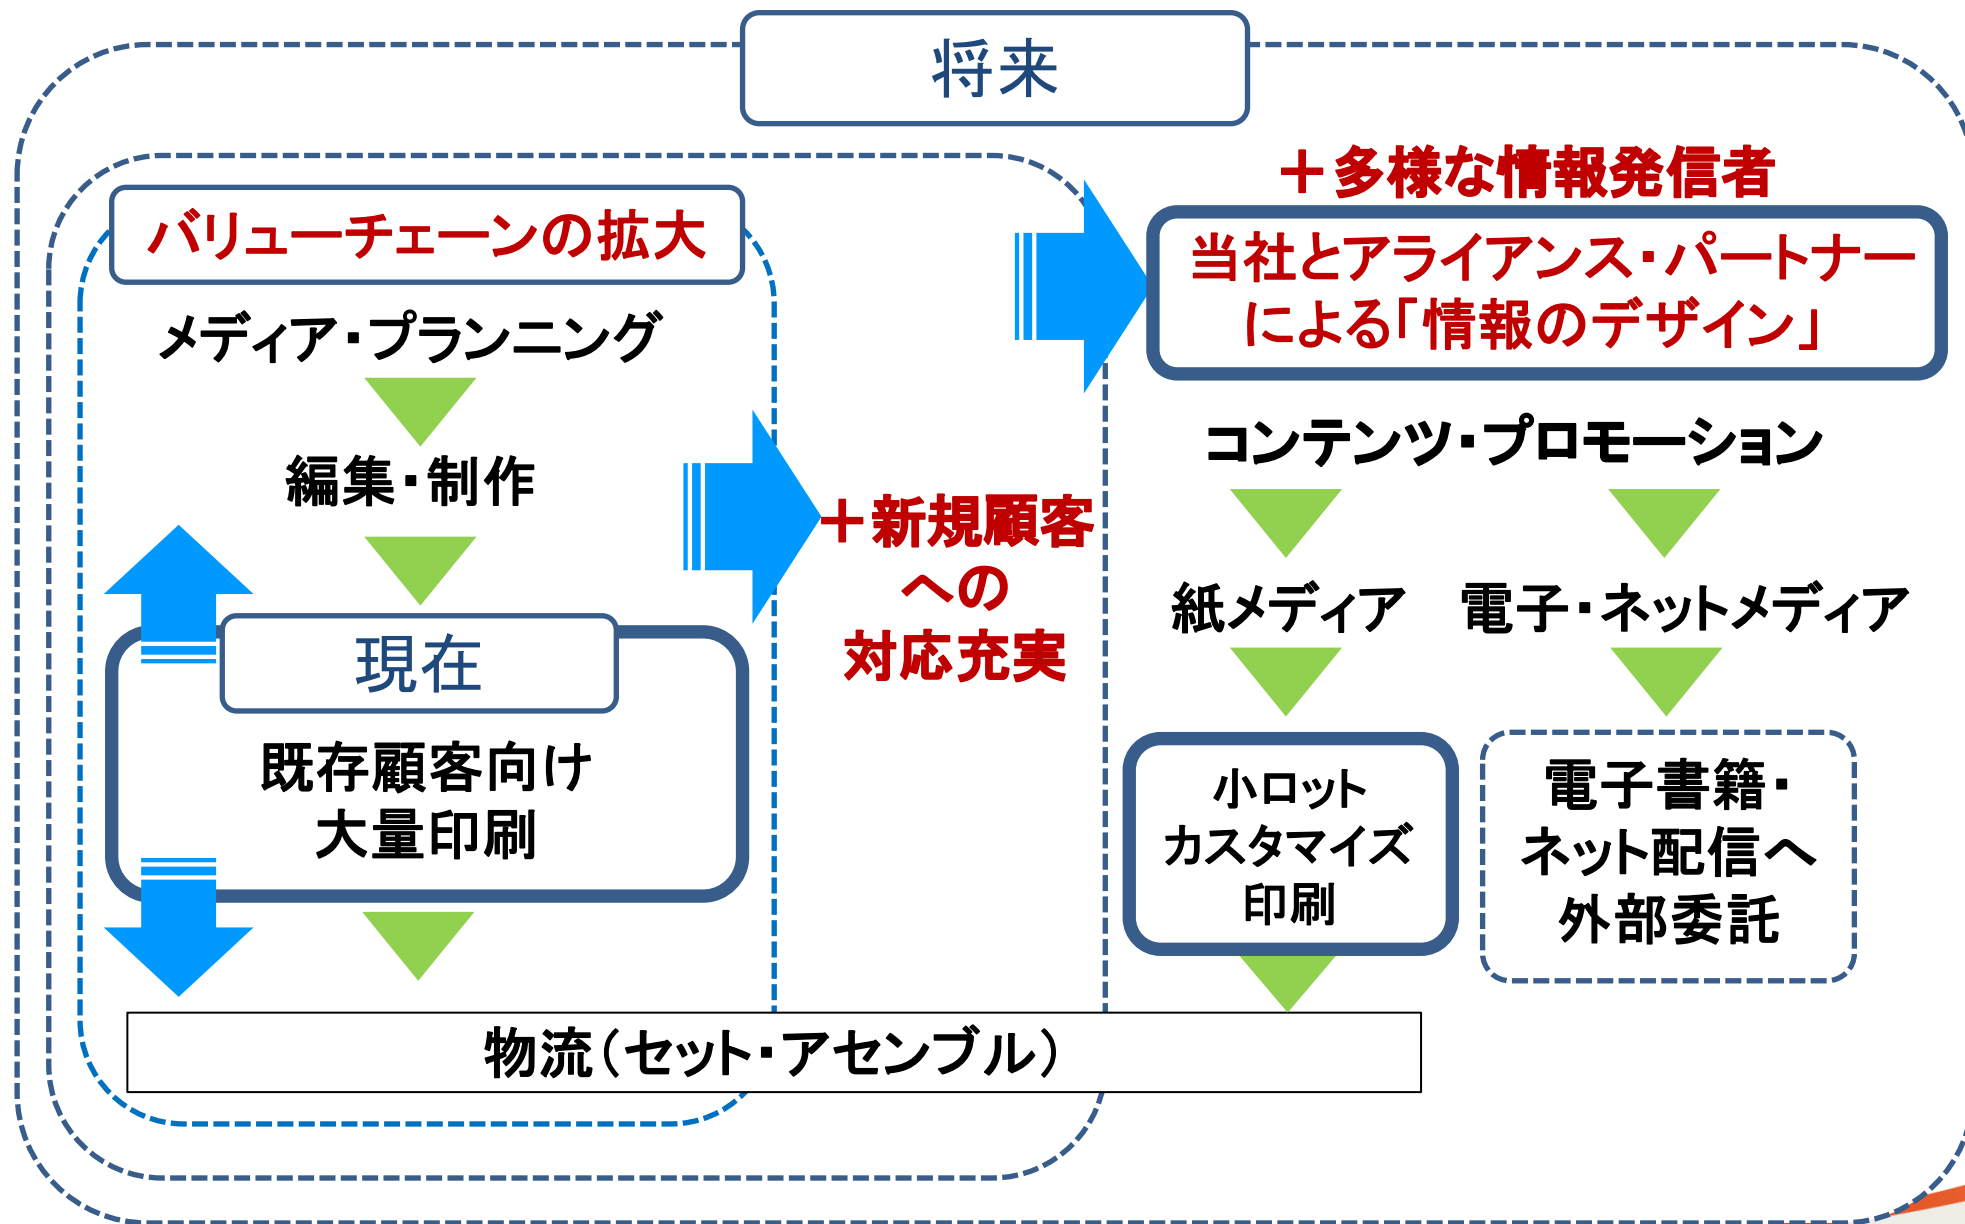 将来
バリューチェーンの拡大
メディア・プランニング
編集・制作
現在
既存顧客向け
大量印刷
＋新規顧客
への
対応充実
＋多様な情報発信者
当社とアライアンス・パートナー
による「情報のデザイン」
コンテンツ・プロモーション
紙メディア
電子・ネットメディア
小ロット
カスタマイズ
印刷
電子書籍・
ネット配信へ
外部委託
物流（セット・アセンブル）